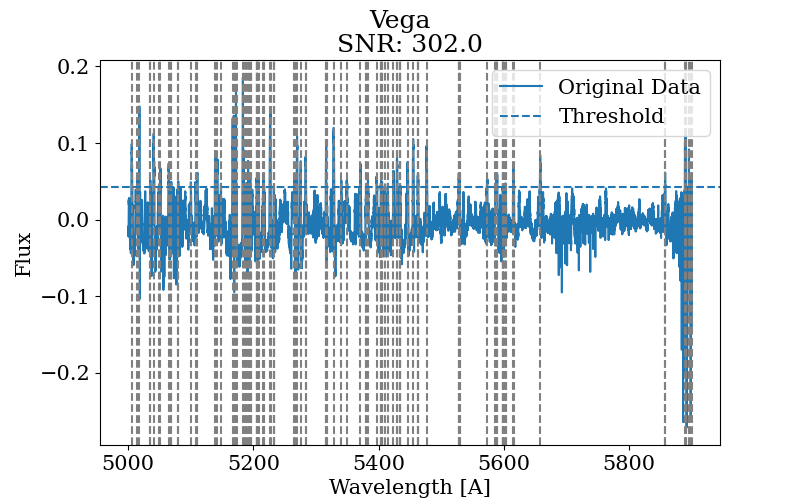 Vega
SNR: 302.0
Original Data
Threshold
0.2
0.1
0.0
−0.1
−0.2
Flux
5000 5200 5400 5600 5800
Wavelength [A]